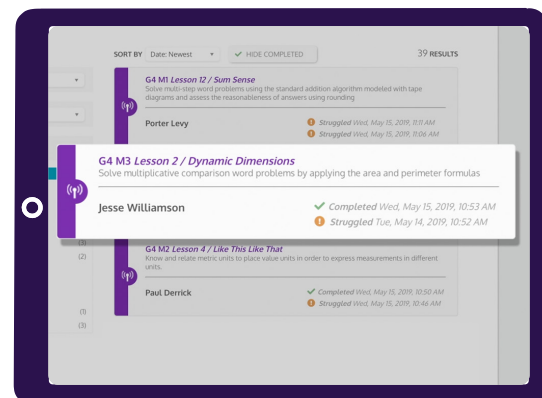 SORT BY Date: Newest HIDE COMPLETED 39 RESULTS
G4 M1 Lesson 12 / Sum Sense
Solve multi-step word problems using the standard addition algorithm modeled with tape
diagrams and assess the reasonableness of answers using rounding
Porter Levy
Struggled Wed, May 15, 2019, 11:11 AM
Struggled Wed, May 15, 2019, 11:06 AM
G4 M3 Lesson 2 / Dynamic Dimensions
Solve multiplicative comparison word problems by applying the area and perimeter formulas
Jesse Williamson
Completed Wed, May 15, 2019, 10:53 AM
Struggled Tue, May 14, 2019, 10:52 AM
(2)
G4 M2 Lesson 4 / Like This Like That
Know and relate metric units to place value units in order to express measurements in different
units.
Paul Derrick
Completed Wed, May 15, 2019, 10:50 AM
Struggled Wed, May 15, 2019, 10:46 AM
(1)
(3)